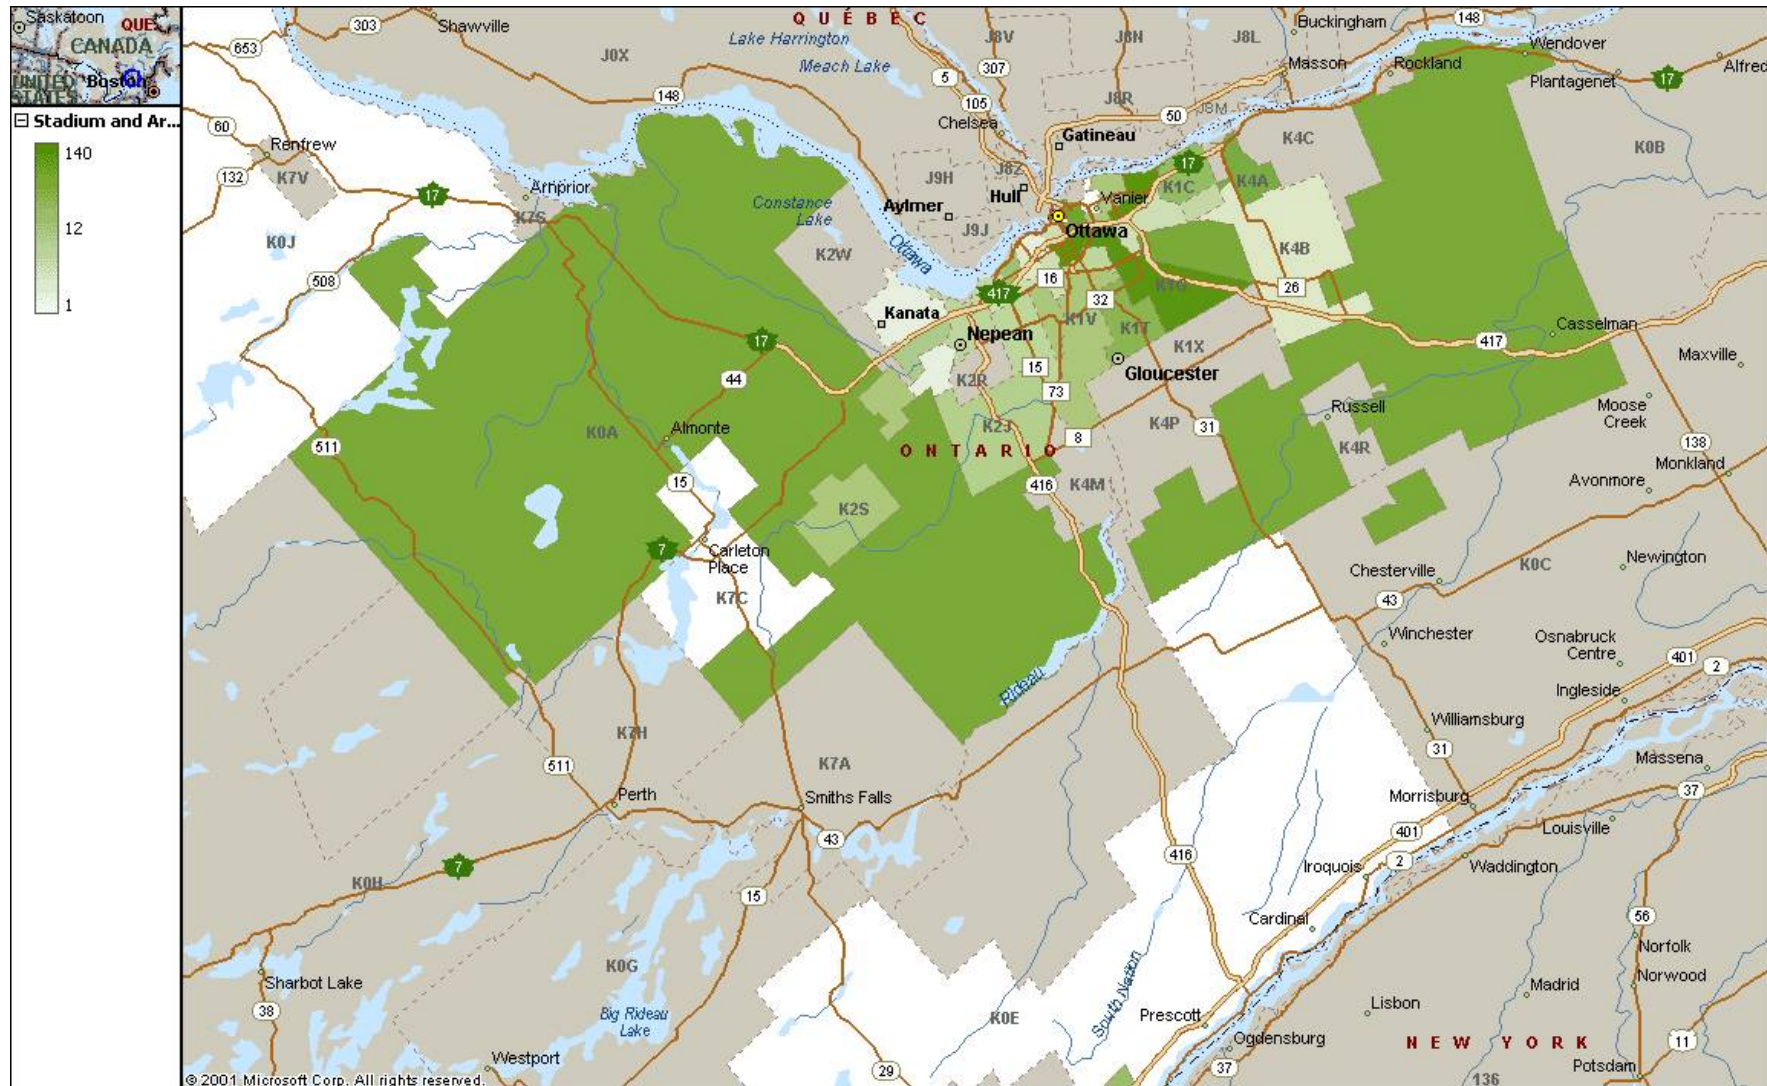 Saskatoon
QUE
CANADA
UNITED
STATES
Boston
Stadium and Ar...
140
12
1
QUÉBEC
303
Shawville
653
J0X
Lake Harrington
Meach Lake
J8V
J8N
J8L
Buckingham
148
Wendover
5
307
Masson
Rockland
Plantagenet
17
Alfred
148
105
J8R
60
Chelsea
50
J8M
Renfrew
Gatineau
K4C
K0B
132
K7V
17
Arnprior
J9H
J8Z
17
K1C
K4A
K7S
Constance
Lake
Aylmer
Hull
Vanier
K0J
J9J
Ottawa
K2W
Ottawa
K4B
508
16
417
32
K1G
26
Kanata
K1V
K1T
Casselman
17
Nepean
K1X
417
Maxville
44
K2R
15
Gloucester
73
Moose
Creek
K0A
Almonte
K2J
8
K4P
31
Russell
511
ONTARIO
K4R
138
Monkland
15
416
K4M
Avonmore
K2S
7
Carleton
Place
Newington
K0C
K7C
Chesterville
43
Winchester
Osnabruck
Centre
401
2
Rideau
Ingleside
Williamsburg
K7H
31
511
K7A
Massena
Perth
Smiths Falls
Morrisburg
37
43
401
Louisville
7
416
2
Iroquois
Waddington
K0H
15
Cardinal
56
Norfolk
K0G
South Nation
Sharbot Lake
Norwood
Madrid
38
Big Rideau
Lake
K0E
Prescott
Lisbon
Ogdensburg
NEW YORK
11
Westport
29
37
Potsdam
136
© 2001 Microsoft Corp. All rights reserved.